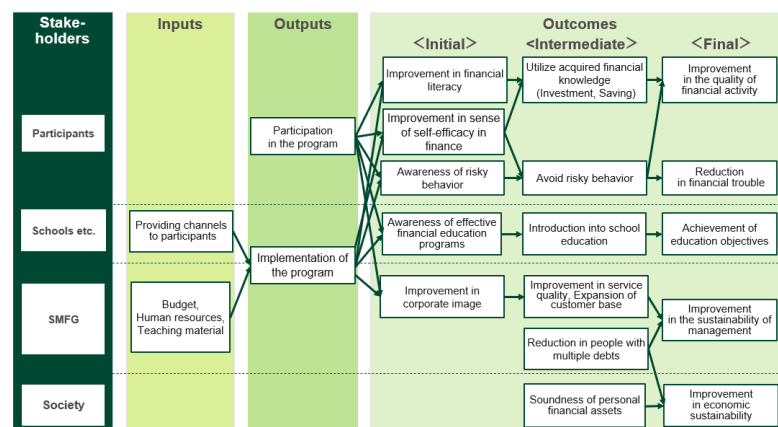 Stake-
holders
Inputs
Outputs
Outcomes
<Initial>
<Intermediate>
<Final>
Participants
Participation
in the program
Improvement in financial
literacy
Utilize acquired financial
knowledge
(Investment, Saving)
Improvement
in the quality of
financial activity
Improvement in sense
of self-efficacy in
finance
Awareness of risky
behavior
Avoid risky behavior
Reduction
in financial trouble
Schools etc.
Providing channels
to participants
Implementation of
the program
Awareness of effective
financial education
programs
Introduction into school
education
Achievement of
education objectives
SMFG
Budget,
Human resources,
Teaching material
Improvement in
corporate image
Improvement in service
quality, Expansion of
customer base
Improvement
in the sustainability of
management
Reduction in people with
multiple debts
Society
Soundness of personal
financial assets
Improvement
in economic
sustainability